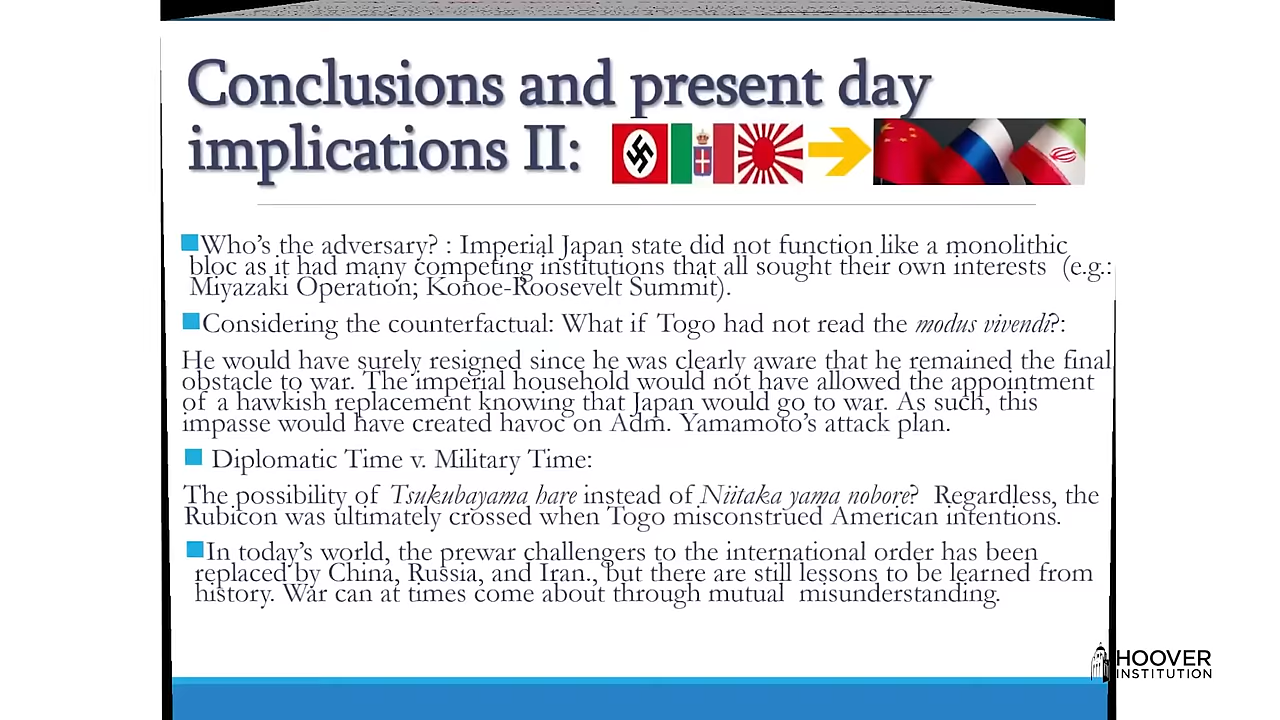 Conclusions and present day
implications II:
Who's the adversary? : Imperial Japan state did not function like a monolithic
bloc as it had many competing institutions that all sought their own interests (e.g.:
Miyazaki Operation; Konoe-Roosevelt Summit).
Considering the counterfactual: What if Togo had not read the modus vivendi?:
He would have surely resigned since he was clearly aware that he remained the final
obstacle to war. The imperial household would not have allowed the appointment
of a hawkish replacement knowing that Japan would go to war. As such, this
impasse would have created havoc on Adm. Yamamoto's attack plan.
Diplomatic Time v. Military Time:
The possibility of Tsukubayama hare instead of Niitaka yama nobore? Regardless, the
Rubicon was ultimately crossed when Togo misconstrued American intentions.
In today's world, the prewar challengers to the international order has been
replaced by China, Russia, and Iran., but there are still lessons to be learned from
history. War can at times come about through mutual misunderstanding.
HOOVER
INSTITUTION